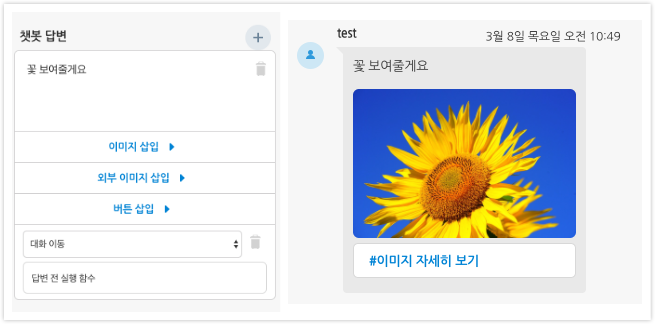 챗봇 답변
꽃 보여줄게요
이미지 삽입
외부 이미지 삽입
버튼 삽입
대화 이동
답변 전 실행 함수
test
3월 8일 목요일 오전 10:49
꽃 보여줄게요
#이미지 자세히 보기